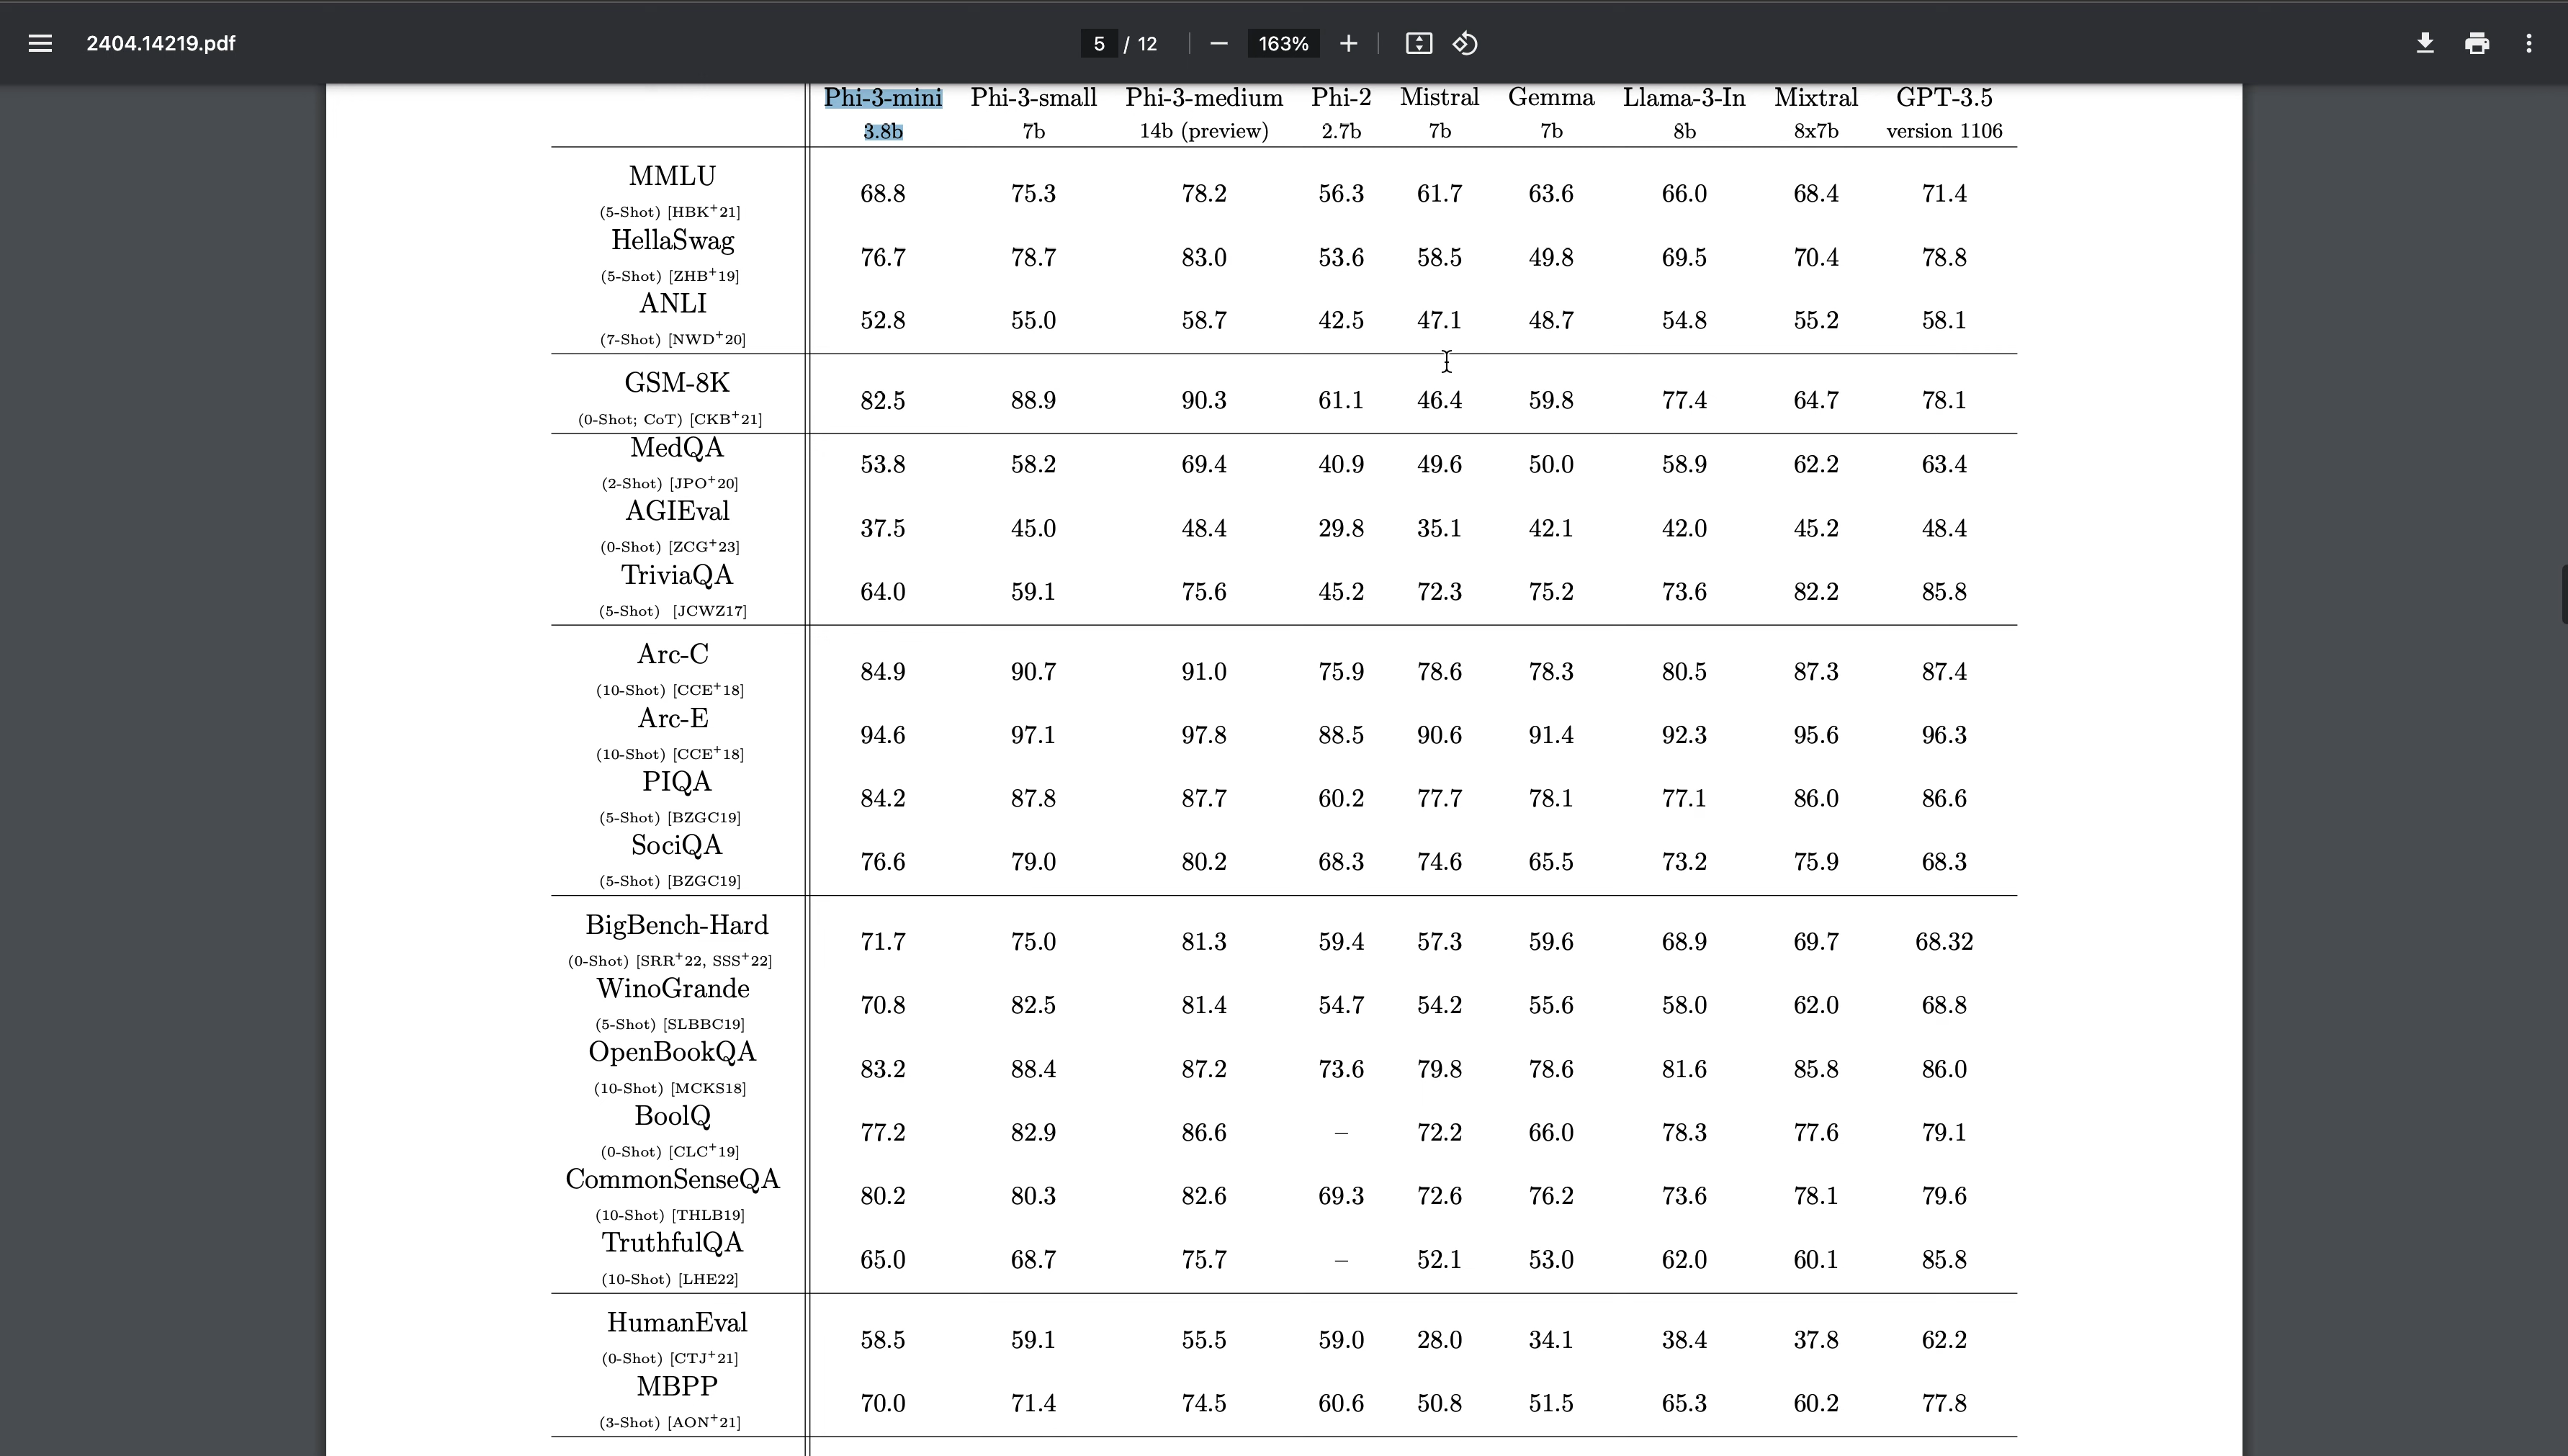 2404.14219.pdf 5 / 12 163%
Phi-3-mini Phi-3-small Phi-3-medium Phi-2 Mistral Gemma Llama-3-In Mixtral GPT-3.5
3.8b 7b 14b (preview) 2.7b 7b 7b 8b 8x7b version 1106
MMLU
68.8 75.3 78.2 56.3 61.7 63.6 66.0 68.4 71.4
(5-Shot) [HBK+21]
HellaSwag
76.7 78.7 83.0 53.6 58.5 49.8 69.5 70.4 78.8
(5-Shot) [ZHB+19]
ANLI
52.8 55.0 58.7 42.5 47.1 48.7 54.8 55.2 58.1
(7-Shot) [NWD+20]
GSM-8K
82.5 88.9 90.3 61.1 46.4 59.8 77.4 64.7 78.1
(0-Shot; CoT) [CKB+21]
MedQA
53.8 58.2 69.4 40.9 49.6 50.0 58.9 62.2 63.4
(2-Shot) [JPO+20]
AGIEval
37.5 45.0 48.4 29.8 35.1 42.1 42.0 45.2 48.4
(0-Shot) [ZCG+23]
TriviaQA
64.0 59.1 75.6 45.2 72.3 75.2 73.6 82.2 85.8
(5-Shot) [JCWZ17]
Arc-C
84.9 90.7 91.0 75.9 78.6 78.3 80.5 87.3 87.4
(10-Shot) [CCE+18]
Arc-E
94.6 97.1 97.8 88.5 90.6 91.4 92.3 95.6 96.3
(10-Shot) [CCE+18]
PIQA
84.2 87.8 87.7 60.2 77.7 78.1 77.1 86.0 86.6
(5-Shot) [BZGC19]
SociQA
76.6 79.0 80.2 68.3 74.6 65.5 73.2 75.9 68.3
(5-Shot) [BZGC19]
BigBench-Hard
71.7 75.0 81.3 59.4 57.3 59.6 68.9 69.7 68.32
(0-Shot) [SRR+22, SSS+22]
WinoGrande
70.8 82.5 81.4 54.7 54.2 55.6 58.0 62.0 68.8
(5-Shot) [SLBBC19]
OpenBookQA
83.2 88.4 87.2 73.6 79.8 78.6 81.6 85.8 86.0
(10-Shot) [MCKS18]
BoolQ
77.2 82.9 86.6 – 72.2 66.0 78.3 77.6 79.1
(0-Shot) [CLC+19]
CommonSenseQA
80.2 80.3 82.6 69.3 72.6 76.2 73.6 78.1 79.6
(10-Shot) [THLB19]
TruthfulQA
65.0 68.7 75.7 – 52.1 53.0 62.0 60.1 85.8
(10-Shot) [LHE22]
HumanEval
58.5 59.1 55.5 59.0 28.0 34.1 38.4 37.8 62.2
(0-Shot) [CTJ+21]
MBPP
70.0 71.4 74.5 60.6 50.8 51.5 65.3 60.2 77.8
(3-Shot) [AON+21]